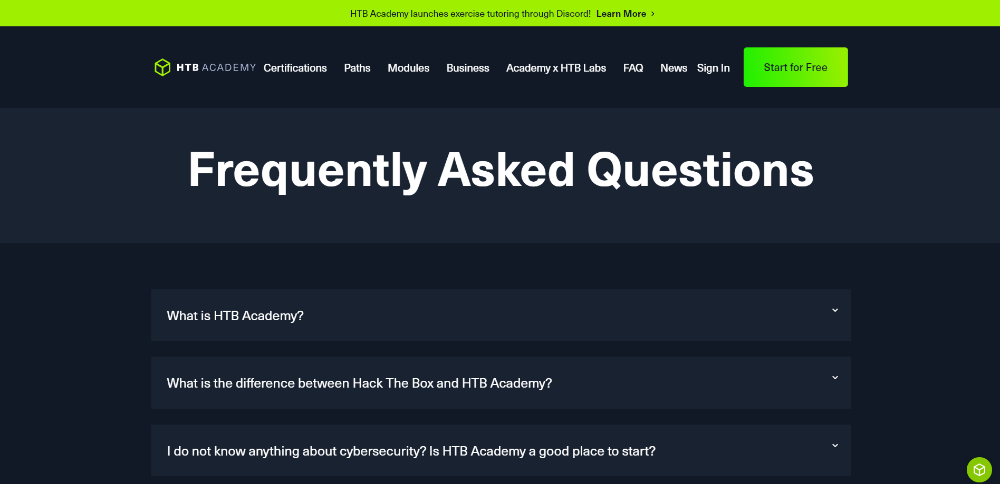 HTB Academy launches exercise tutoring through Discord! Learn More
HTB ACADEMY Certifications Paths Modules Business Academy x HTB Labs FAQ News Sign In Start for Free
Frequently Asked Questions
What is HTB Academy?
What is the difference between Hack The Box and HTB Academy?
I do not know anything about cybersecurity? Is HTB Academy a good place to start?